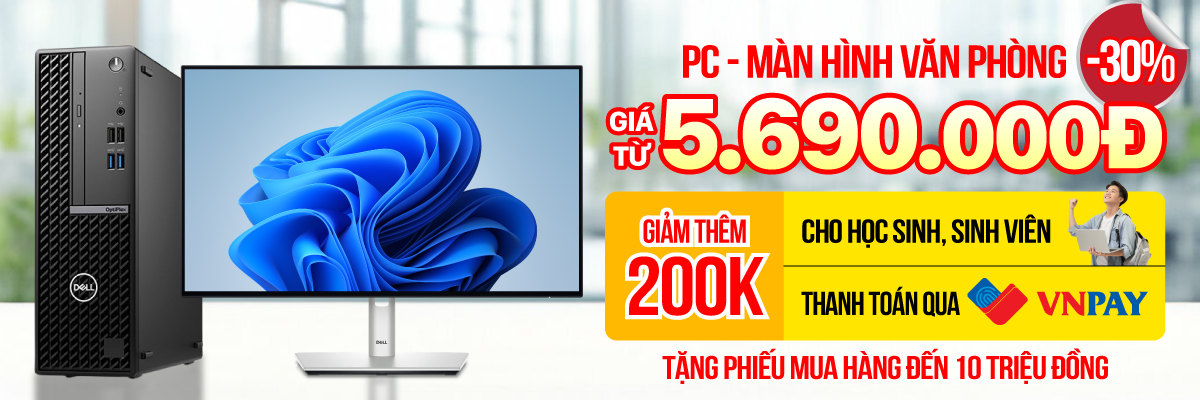 PC - MÀN HÌNH VĂN PHÒNG
-30%
GIÁ TỪ
5.690.000Đ
GIẢM THÊM
200K
CHO HỌC SINH, SINH VIÊN
THANH TOÁN QUA VNPAY
TẶNG PHIẾU MUA HÀNG ĐẾN 10 TRIỆU ĐỒNG
OptiPlex
DELL
DELL